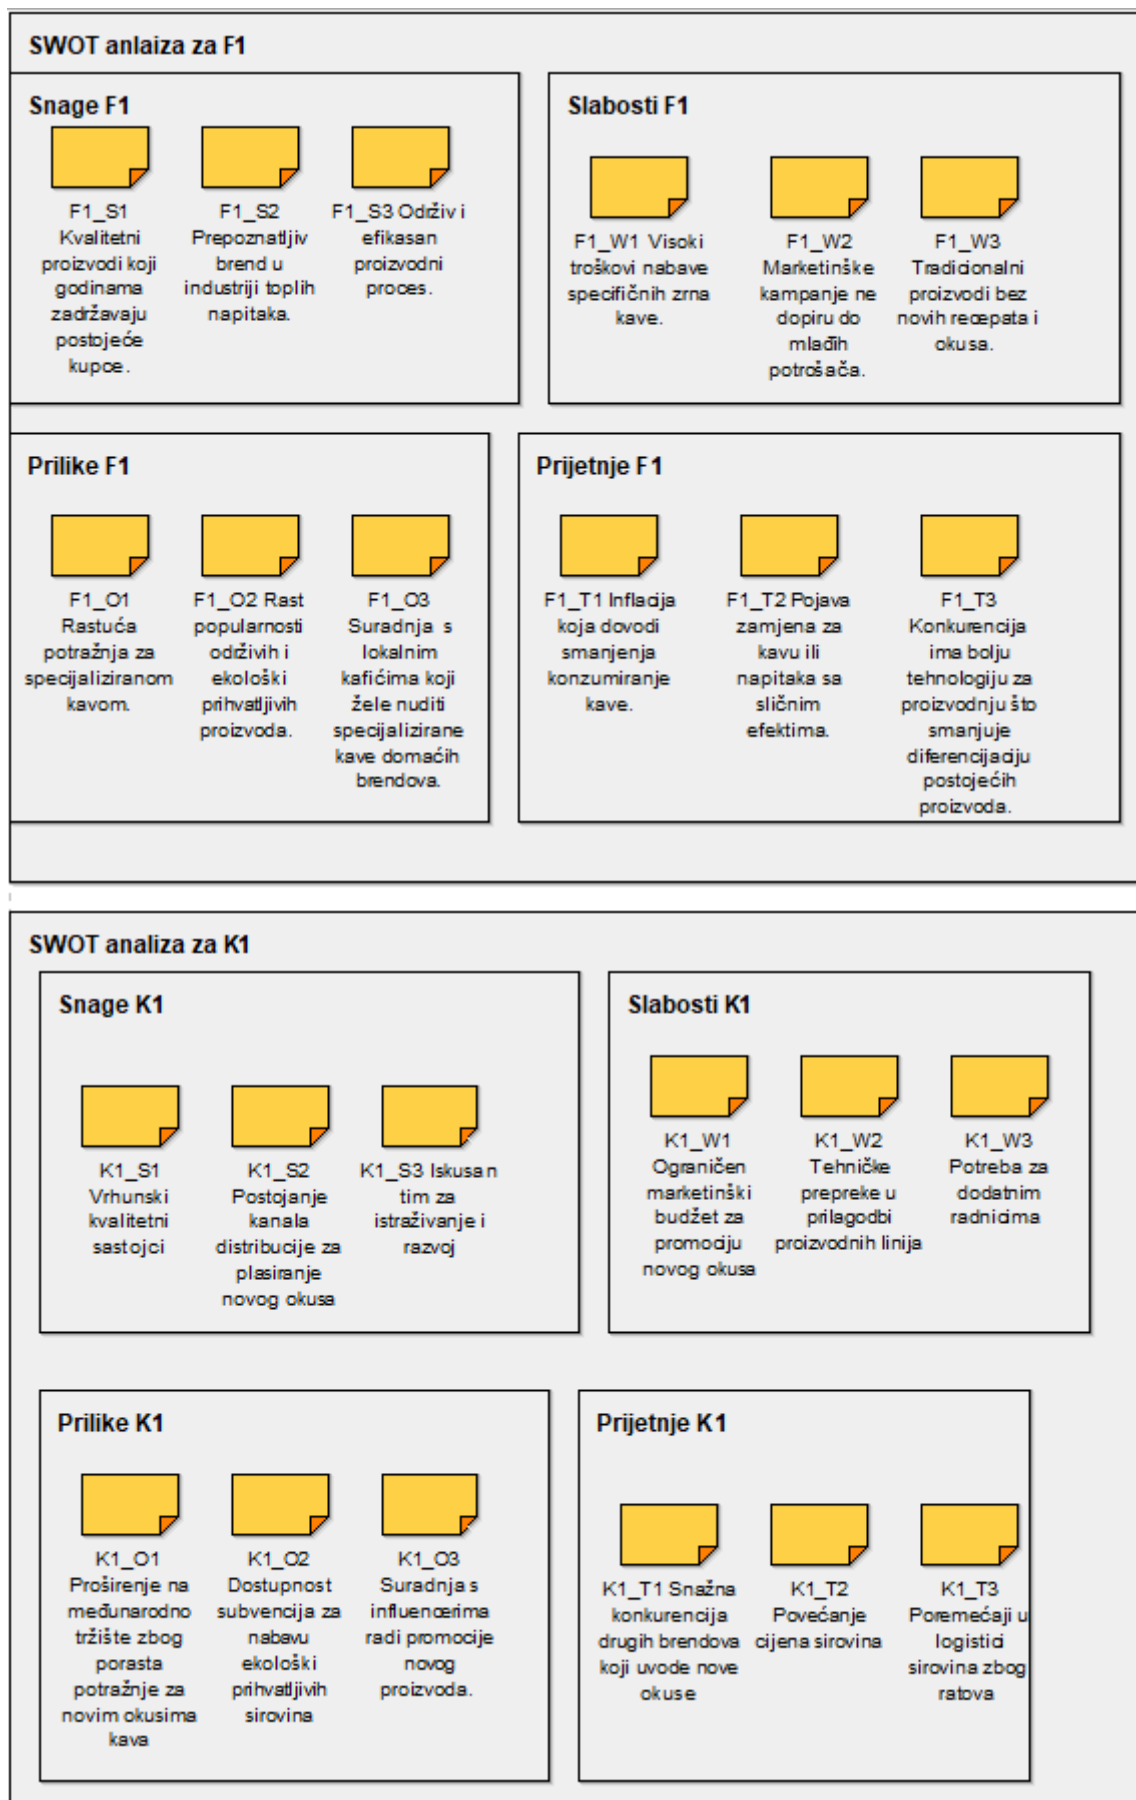 SWOT anlaiza za F1
Snage F1
F1_S1
Kvalitetni
proizvodi koji
godinama
zadržavaju
postojeće
kupce.
F1_S2
Prepoznatljiv
brend u
industriji toplih
napitaka.
F1_S3 Održiv i
efikasan
proizvodni
proces.
Slabosti F1
F1_W1 Visoki
troškovi nabave
specifičnih zrna
kave.
F1_W2
Marketinške
kampanje ne
dopiru do
mlađih
potrošača.
F1_W3
Tradicionalni
proizvodi bez
novih recepata i
okusa.
Prilike F1
F1_O1
Rastuća
potražnja za
specijaliziranom
kavom.
F1_O2 Rast
popularnosti
održivih i
ekološki
prihvatljivih
proizvoda.
F1_O3
Suradnja s
lokalnim
kafićima koji
žele nuditi
specijalizirane
kave domaćih
brendova.
Prijetnje F1
F1_T1 Inflacija
koja dovodi
smanjenja
konzumiranje
kave.
F1_T2 Pojava
zamjena za
kavu ili
napitaka sa
sličnim
efektima.
F1_T3
Konkurencija
ima bolju
tehnologiju za
proizvodnju što
smanjuje
diferencijaciju
postojećih
proizvoda.
SWOT analiza za K1
Snage K1
K1_S1
Vrhunski
kvalitetni
sastojci
K1_S2
Postojanje
kanala
distribucije za
plasiranje
novog okusa
K1_S3 Iskusan
tim za
istraživanje i
razvoj
Slabosti K1
K1_W1
Ograničen
marketinški
budžet za
promociju
novog okusa
K1_W2
Tehničke
prepreke u
prilagodbi
proizvodnih linija
K1_W3
Potreba za
dodatnim
radnicima
Prilike K1
K1_O1
Proširenje na
međunarodno
tržište zbog
porasta
potražnje za
novim okusima
kava
K1_O2
Dostupnost
subvencija za
nabavu
ekološki
prihvatljivih
sirovina
K1_O3
Suradnja s
influencerima
radi promocije
novog
proizvoda.
Prijetnje K1
K1_T1 Snažna
konkurencija
drugih brendova
koji uvode nove
okuse
K1_T2
Povećanje
cijena sirovina
K1_T3
Poremećaji u
logistici
sirovina zbog
ratova